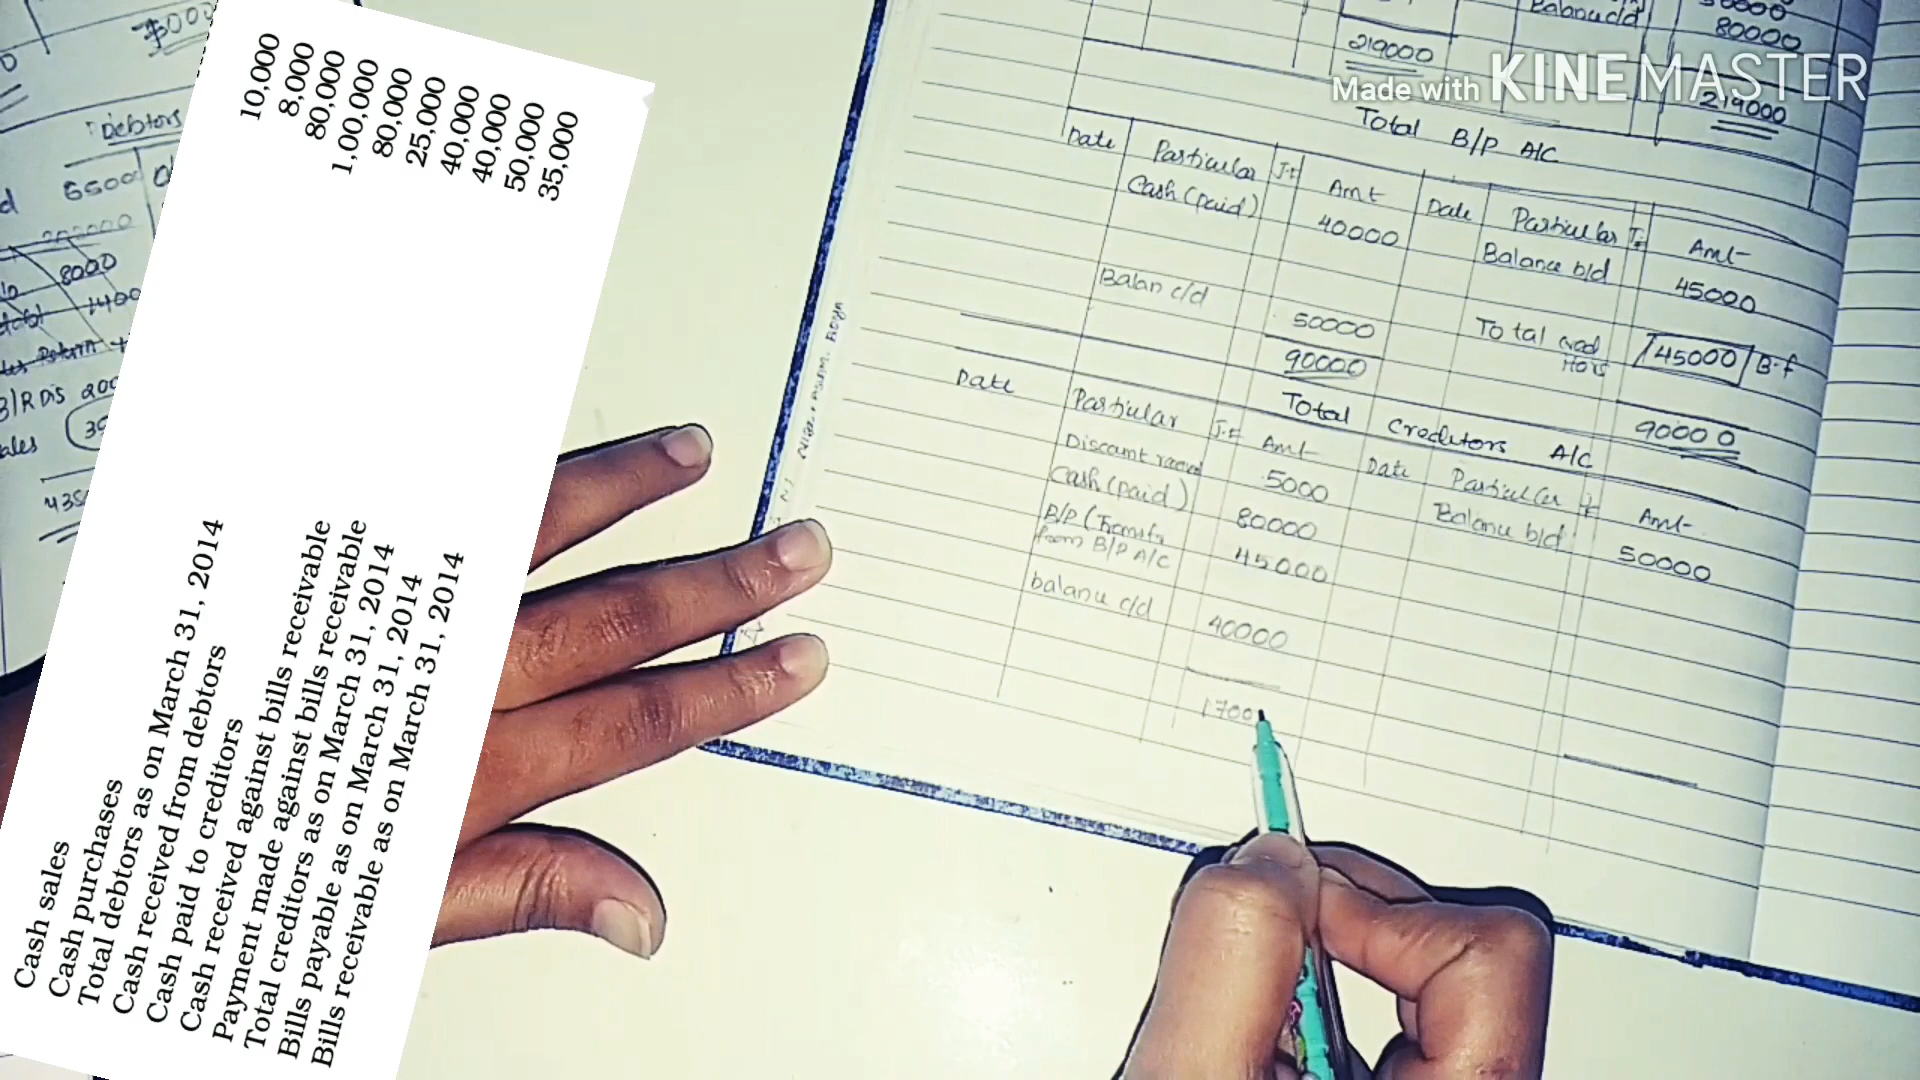 Cash sales 10,000
Cash purchases 8,000
Total debtors as on March 31, 2014 80,000
Cash received from debtors 1,00,000
Cash paid to creditors 80,000
Cash received against bills receivable 25,000
Payment made against bills receivable 40,000
Total creditors as on March 31, 2014 40,000
Bills payable as on March 31, 2014 50,000
Bills receivable as on March 31, 2014 35,000
Made with KINEMASTER
Debtors
8000
1400
B/R Dis 200
80000
219000
219000
Total B/P A/C
Date Particular J.F Amt Date Particular J.F Amt
Cash (paid) 40000 Balance b/d 45000
Balan c/d 50000 Total cred
itors 45000 B.f
90000 90000
Total Creditors A/C
Date Particular J.F Amt Date Particular J.F Amt
Discount 5000 Balance b/d 50000
Cash (paid) 80000
B/P (Transfer
from B/P A/C 45000
balance c/d 40000
1700